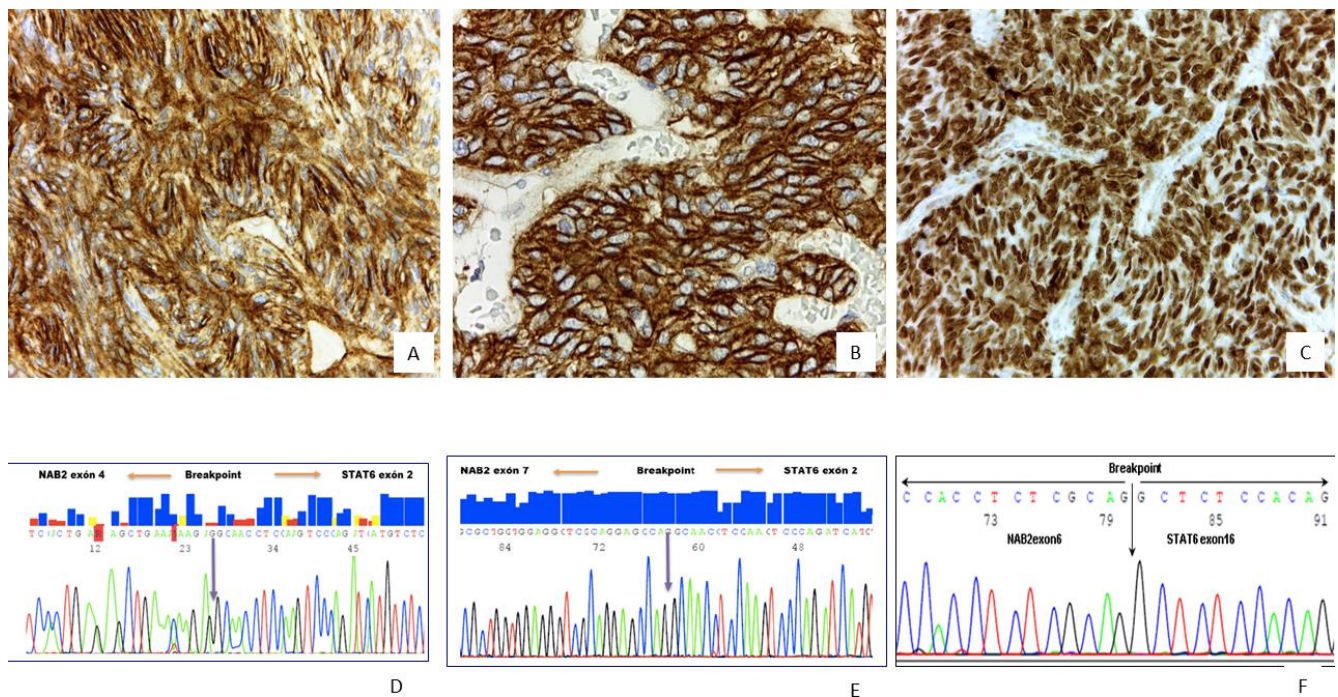 A
B
C
NAB2 exón 4 Breakpoint STAT6 exón 2
12 23 34 45
D
NAB2 exón 7 Breakpoint STAT6 exón 2
84 72 60 48
E
Breakpoint
C CA C C T C T C G C A G G C T C T C C A C A G
73 79 85 91
NAB2exon6 STAT6 exon16
F